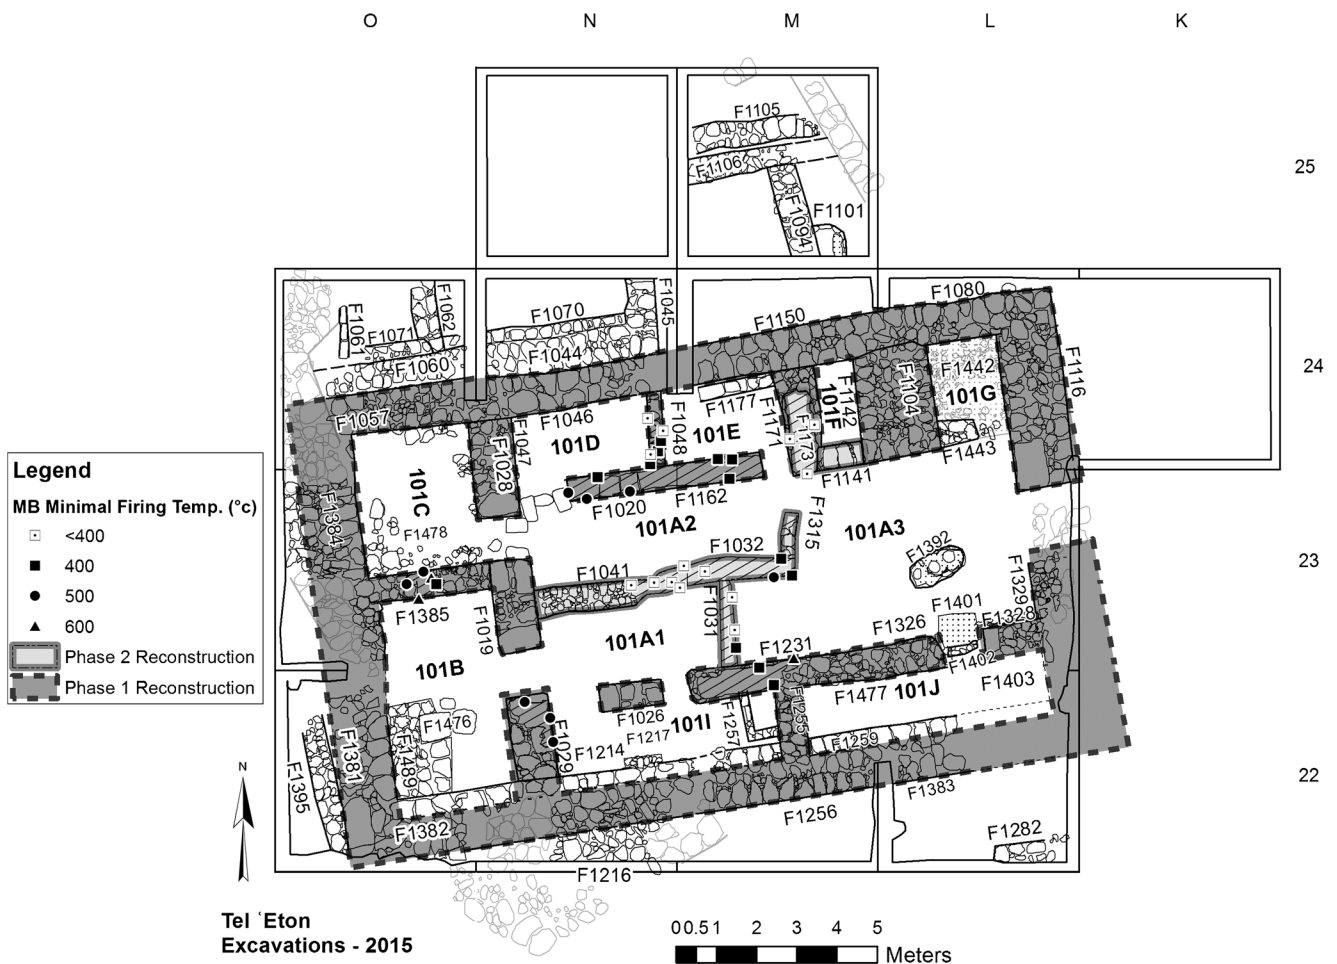 O N M L K
F1105
25
F1106
F1094
F1101
F1061
F1071
F1062
F1060
F1070
F1044
F1045
F1150
F1080
24
F1442
101G
F1116
F1104
F1142
101F
F1177
F1171
F1173
101E
F1048
F1057
F1046
F1047
101D
F1028
F1443
F1141
F1162
F1020
Legend
MB Minimal Firing Temp. (°c)
<400
400
500
600
Phase 2 Reconstruction
Phase 1 Reconstruction
101C
F1384
F1478
101A2
F1315
101A3
F1032
F1392
23
F1041
F1329
F1385
F1031
F1401
F1328
F1019
101A1
F1326
F1231
F1402
101B
F1477
101J
F1403
F1026
101I
F1257
F1255
F1476
F1217
F1214
F1029
F1259
F1489
F1381
F1395
22
F1383
F1382
F1256
F1282
F1216
N
Tel ʿEton
Excavations - 2015
0 0.5 1 2 3 4 5
Meters